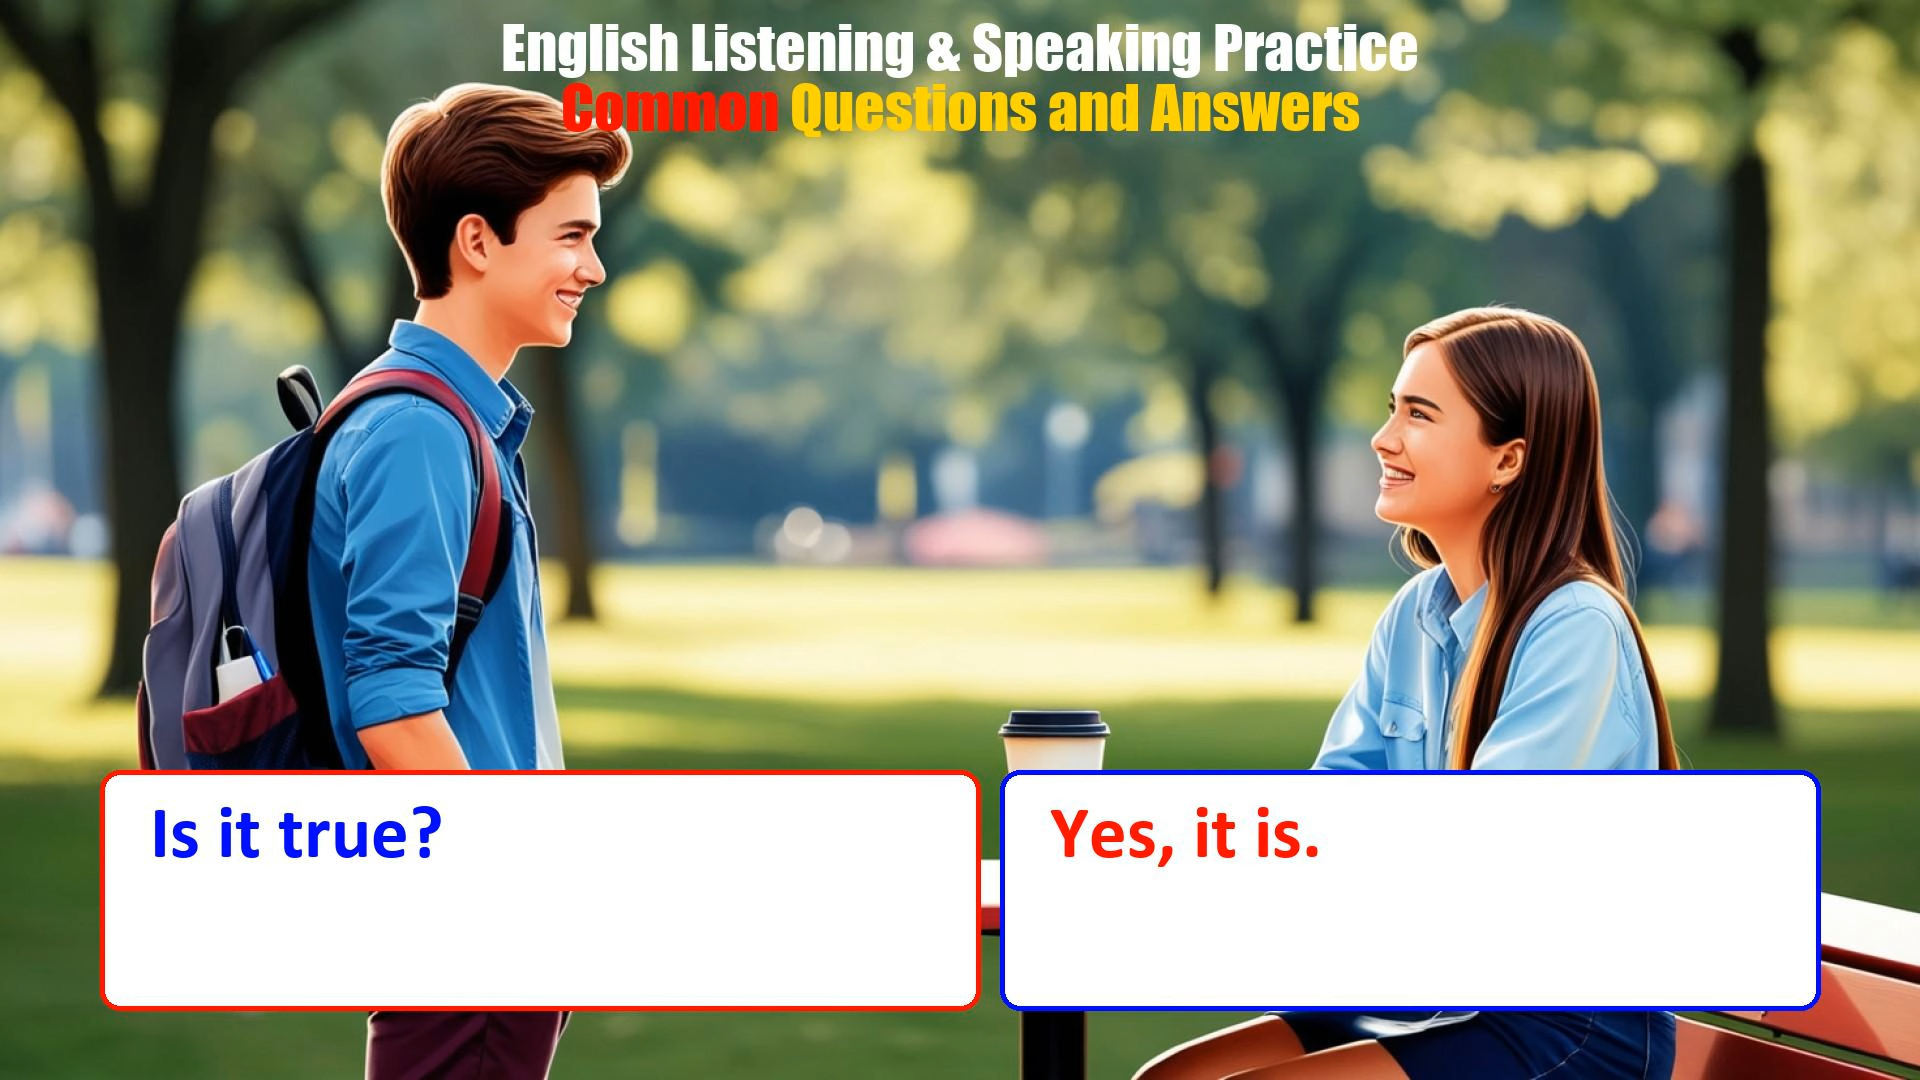 English Listening & Speaking Practice
Common Questions and Answers
Is it true?
Yes, it is.